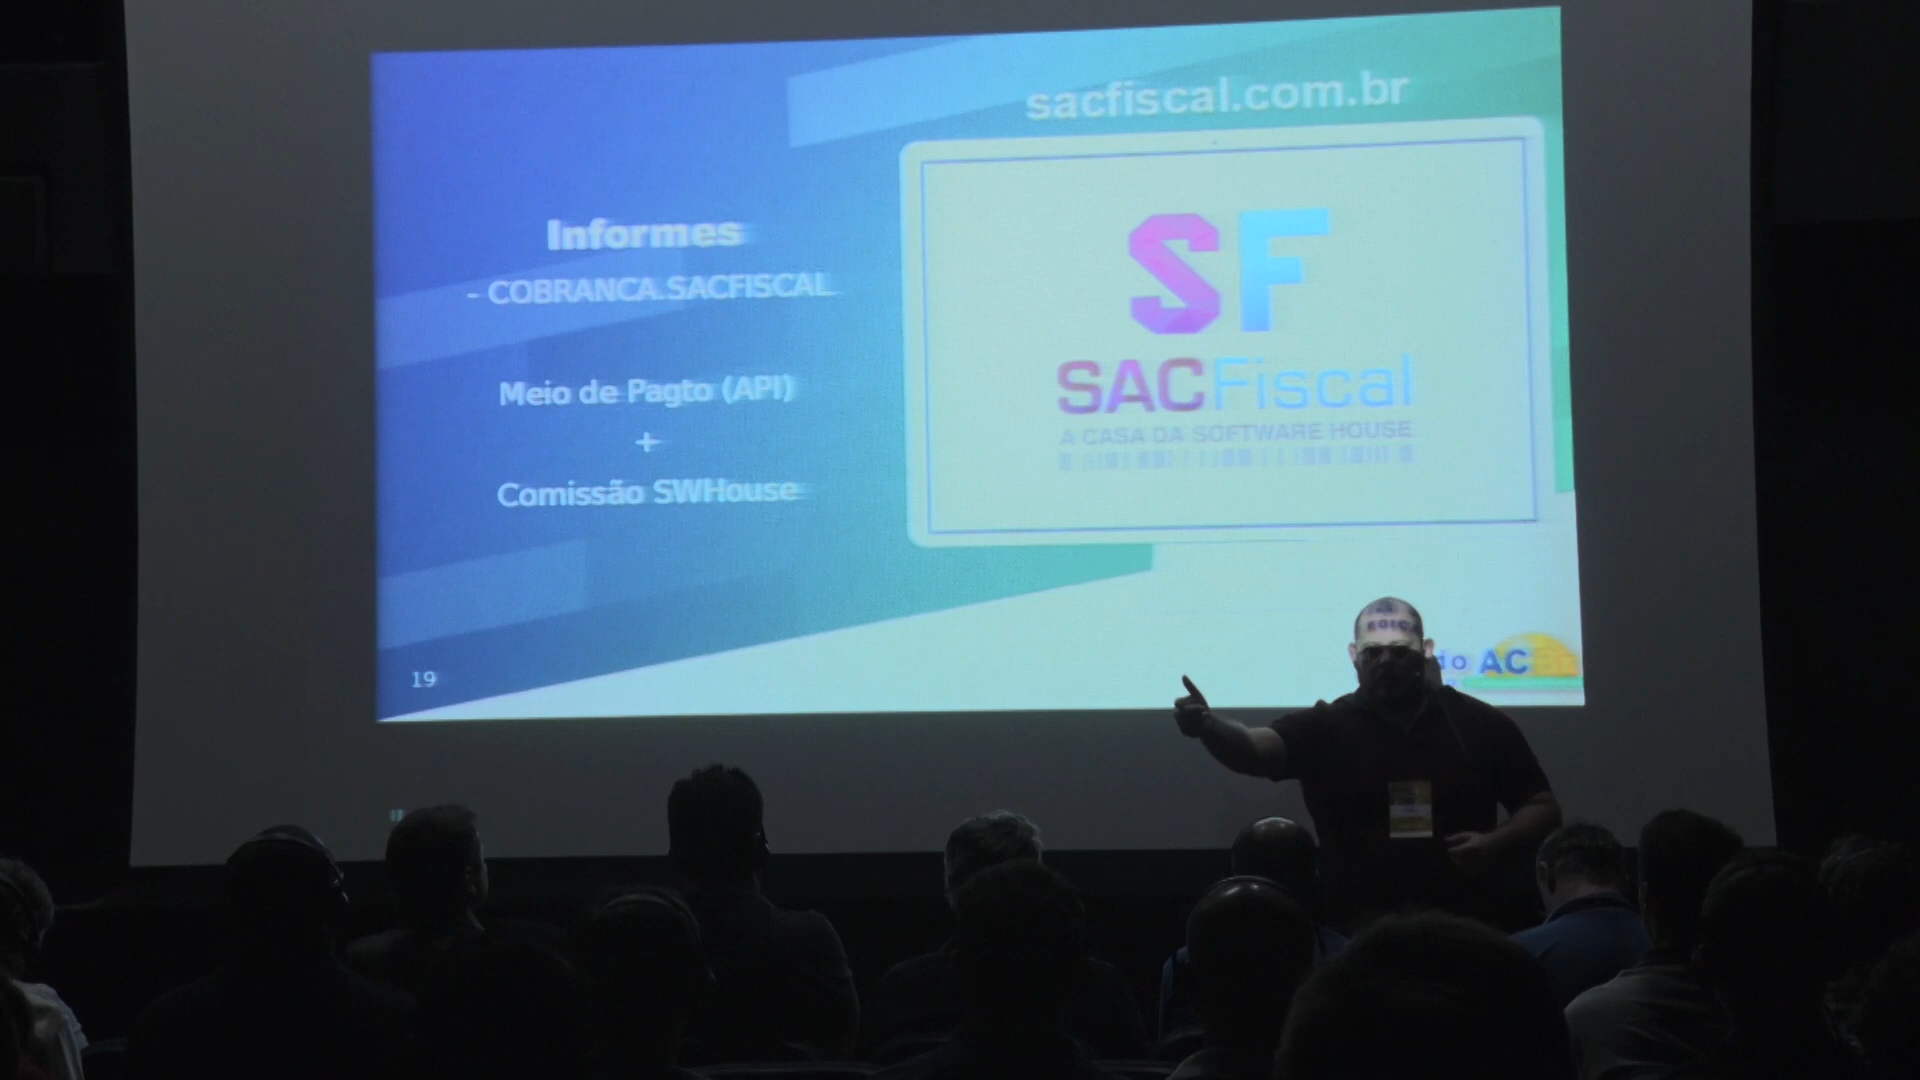 sacfiscal.com.br
Informes
- COBRANCA.SACFISCAL
Meio de Pagto (API)
+
Comissão SWHouse
SF
SACFiscal
A CASA DA SOFTWARE HOUSE
19
do AC